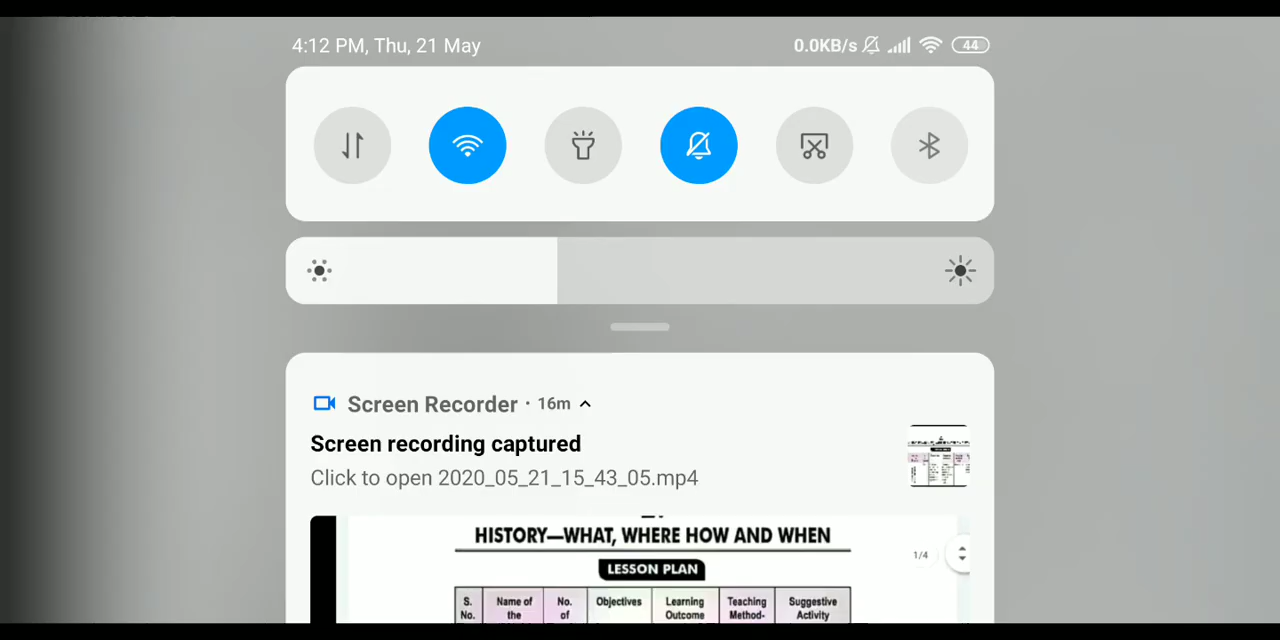 4:12 PM, Thu, 21 May
0.0KB/s 44
Screen Recorder · 16m
Screen recording captured
Click to open 2020_05_21_15_43_05.mp4
HISTORY—WHAT, WHERE HOW AND WHEN
1/4
LESSON PLAN
S. No.
Name of the
No. of
Objectives
Learning Outcome
Teaching Method-
Suggestive Activity